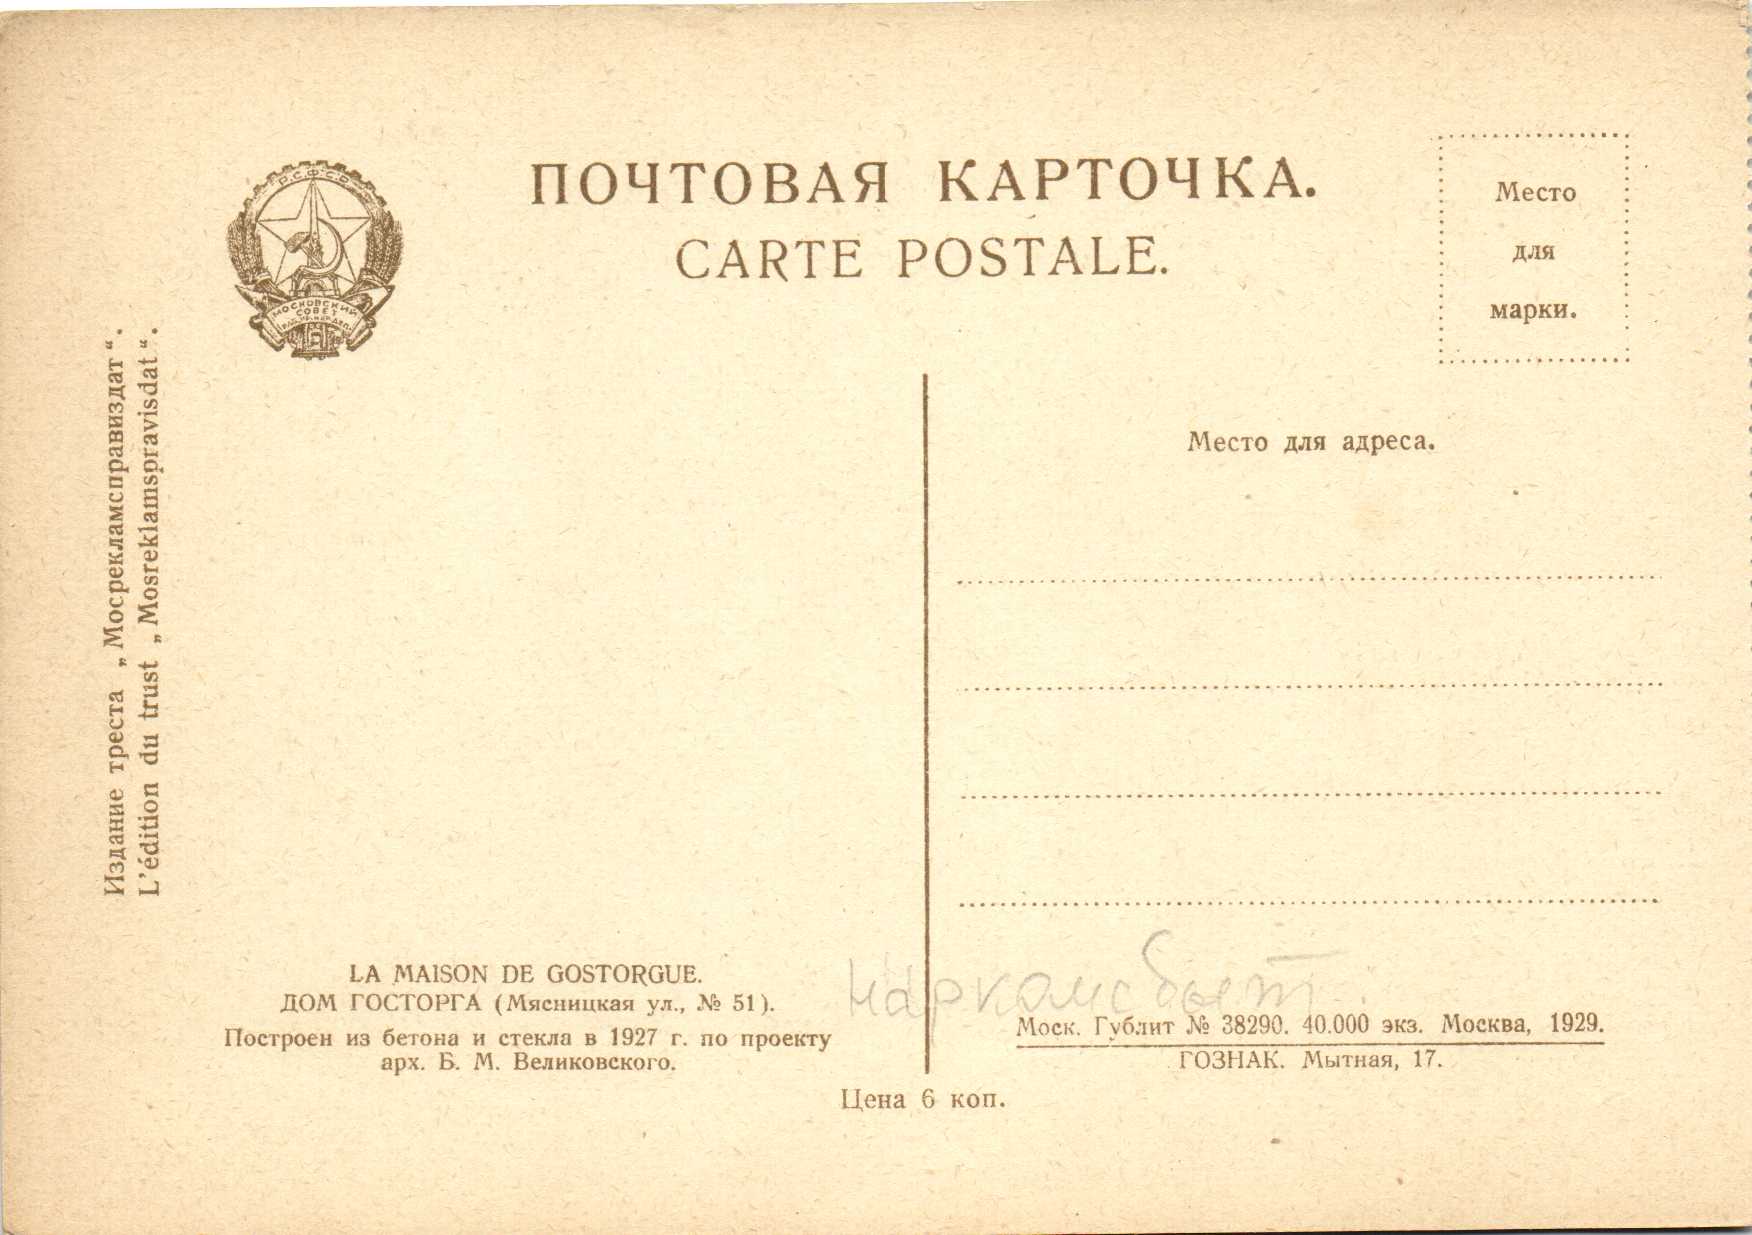 ПОЧТОВАЯ КАРТОЧКА.
CARTE POSTALE.
Р.С.Ф.С.Р.
МОСКОВСКИЙ
СОВЕТ
Место
для
марки.
Издание треста „Мосрекламсправиздат“.
L'édition du trust „Mosreklamspravisdat“.
Место для адреса.
LA MAISON DE GOSTORGUE.
ДОМ ГОСТОРГА (Мясницкая ул., № 51).
Построен из бетона и стекла в 1927 г. по проекту
арх. Б. М. Великовского.
наркомсбыт.
Моск. Гублит № 38290. 40.000 экз. Москва, 1929.
ГОЗНАК. Мытная, 17.
Цена 6 коп.